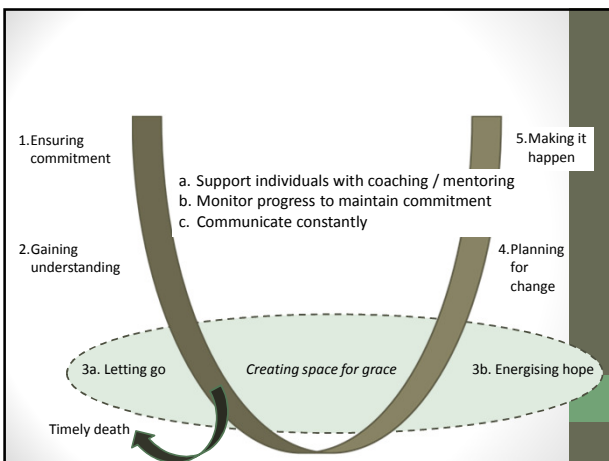 1.Ensuring
commitment
5.Making it
happen
a. Support individuals with coaching / mentoring
b. Monitor progress to maintain commitment
c. Communicate constantly
2.Gaining
understanding
4.Planning
for
change
3a. Letting go
Creating space for grace
3b. Energising hope
Timely death